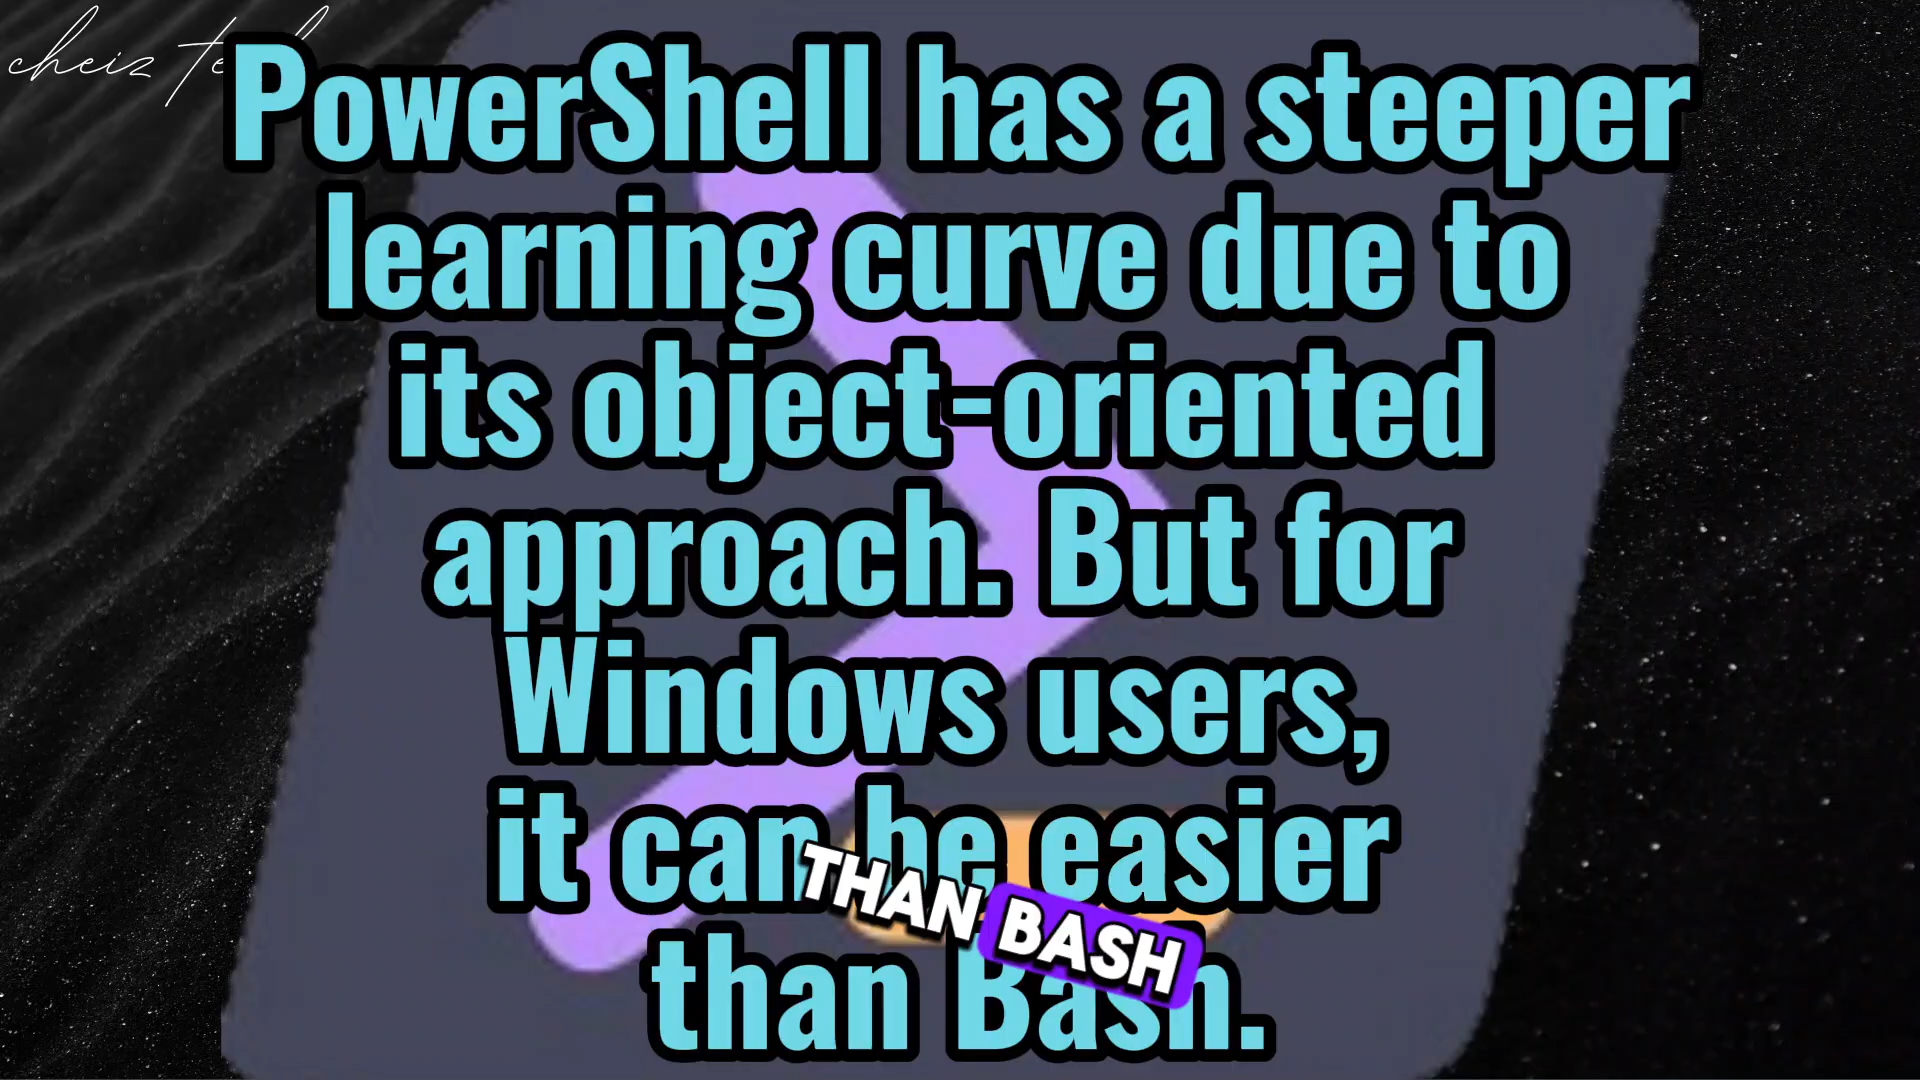 cheiz
PowerShell has a steeper
learning curve due to
its object-oriented
approach. But for
Windows users,
it can be easier
THAN BASH
than Bash.